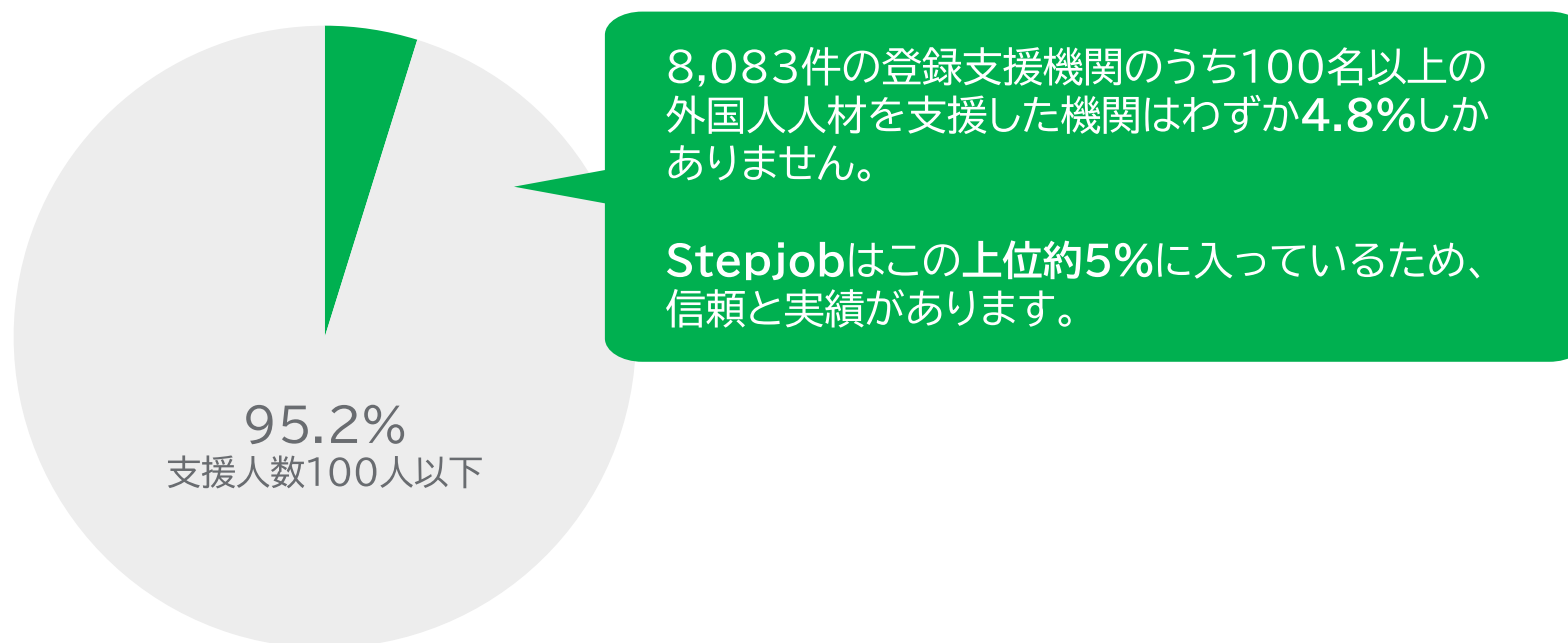 8,083件の登録支援機関のうち100名以上の
外国人人材を支援した機関はわずか4.8%しか
ありません。
Stepjobはこの上位約5%に入っているため、
信頼と実績があります。
95.2%
支援人数100人以下